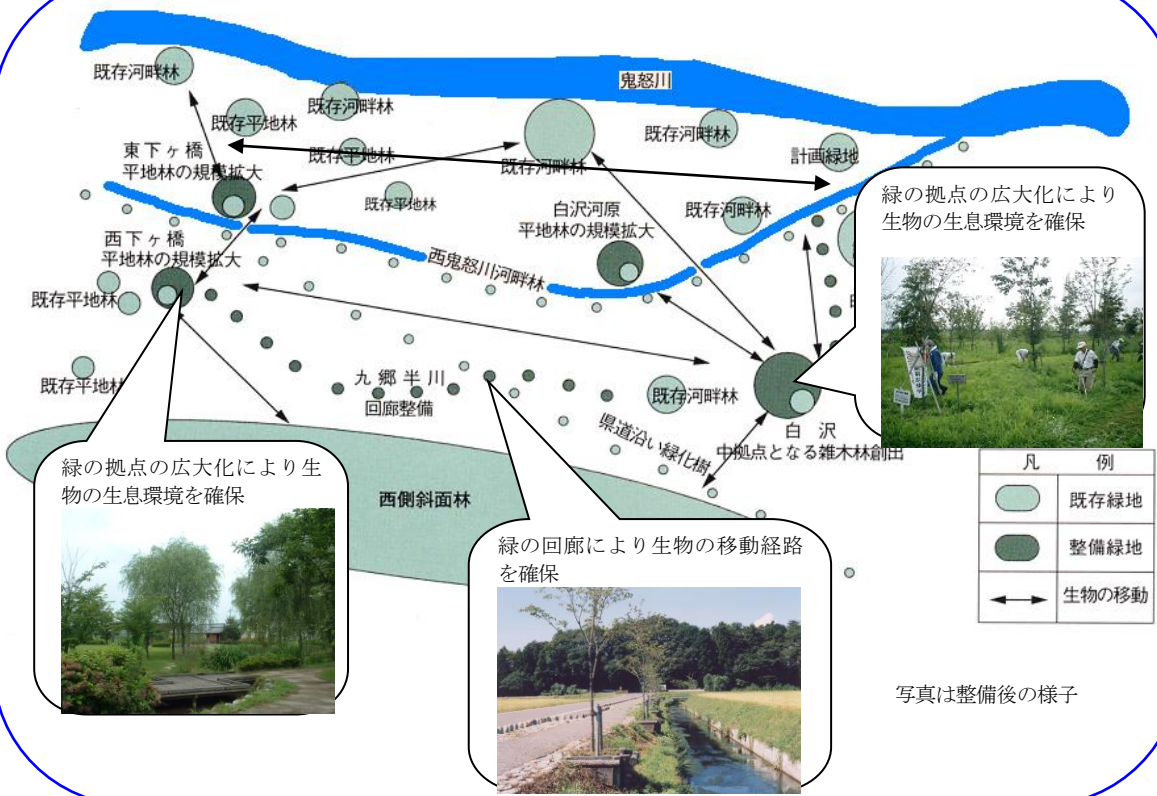 鬼怒川
既存河畔林
既存河畔林
既存平地林
既存河畔林
計画緑地
東下ヶ橋
平地林の規模拡大
既存平地林
既存河畔林
既存平地林
白沢河原
平地林の規模拡大
既存河畔林
西下ヶ橋
平地林の規模拡大
西鬼怒川河畔林
既存平地林
既存平地林
九郷半川
回廊整備
既存河畔林
県道沿い緑化樹
白沢
中拠点となる雑木林創出
西側斜面林
緑の拠点の広大化により
生物の生息環境を確保
緑の拠点の広大化により生
物の生息環境を確保
緑の回廊により生物の移動経路
を確保
凡例
既存緑地
整備緑地
生物の移動
写真は整備後の様子